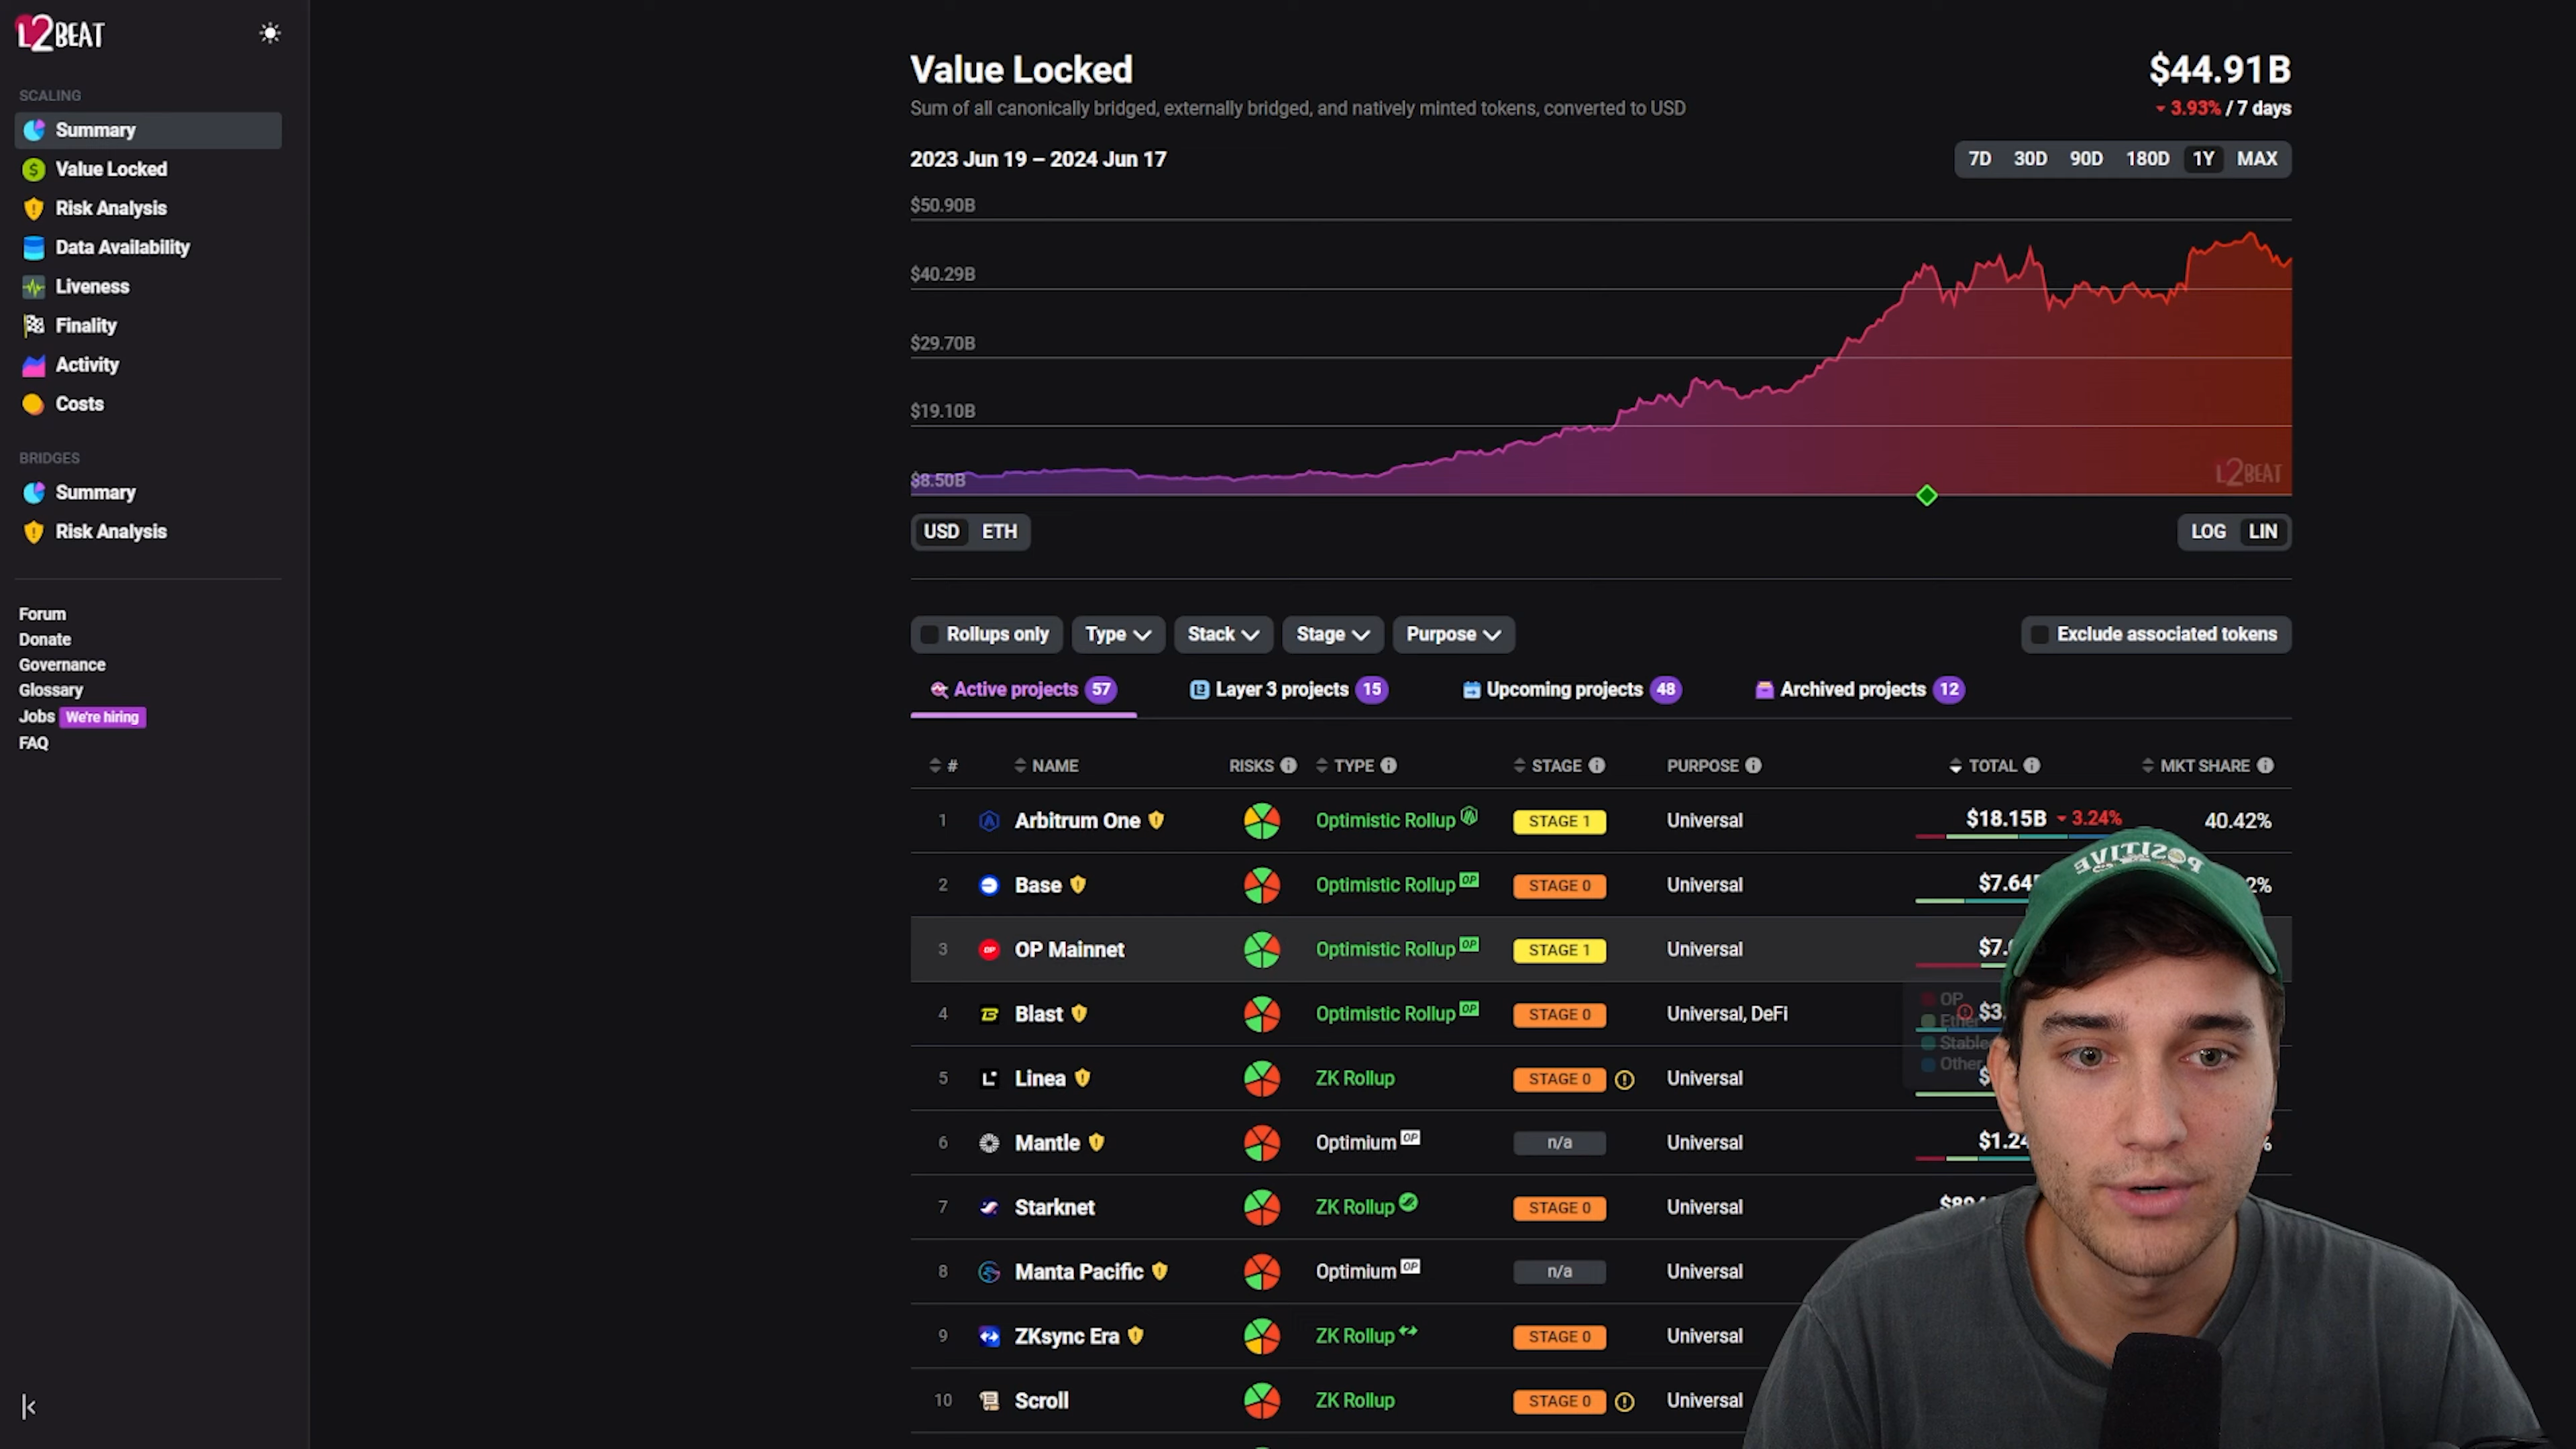 L2BEAT
SCALING
Summary
Value Locked
Risk Analysis
Data Availability
Liveness
Finality
Activity
Costs
BRIDGES
Summary
Risk Analysis
Forum
Donate
Governance
Glossary
Jobs We're hiring
FAQ
Value Locked
$44.91B
Sum of all canonically bridged, externally bridged, and natively minted tokens, converted to USD
3.93% / 7 days
2023 Jun 19 – 2024 Jun 17
7D 30D 90D 180D 1Y MAX
$50.90B
$40.29B
$29.70B
$19.10B
$8.50B
L2BEAT
USD ETH
LOG LIN
Rollups only Type Stack Stage Purpose Exclude associated tokens
Active projects 57 Layer 3 projects 15 Upcoming projects 48 Archived projects 12
# NAME RISKS TYPE STAGE PURPOSE TOTAL MKT SHARE
1 Arbitrum One Optimistic Rollup STAGE 1 Universal $18.15B 3.24% 40.42%
2 Base Optimistic Rollup OP STAGE 0 Universal
3 OP OP Mainnet Optimistic Rollup OP STAGE 1 Universal
4 Blast Optimistic Rollup OP STAGE 0 Universal, DeFi
5 Linea ZK Rollup STAGE 0 Universal
6 Mantle Optimium OP n/a Universal
7 Starknet ZK Rollup STAGE 0 Universal
8 Manta Pacific Optimium OP n/a Universal
9 ZKsync Era ZK Rollup STAGE 0 Universal
10 Scroll ZK Rollup STAGE 0 Universal
OP
Ether
Other
POSITIVE